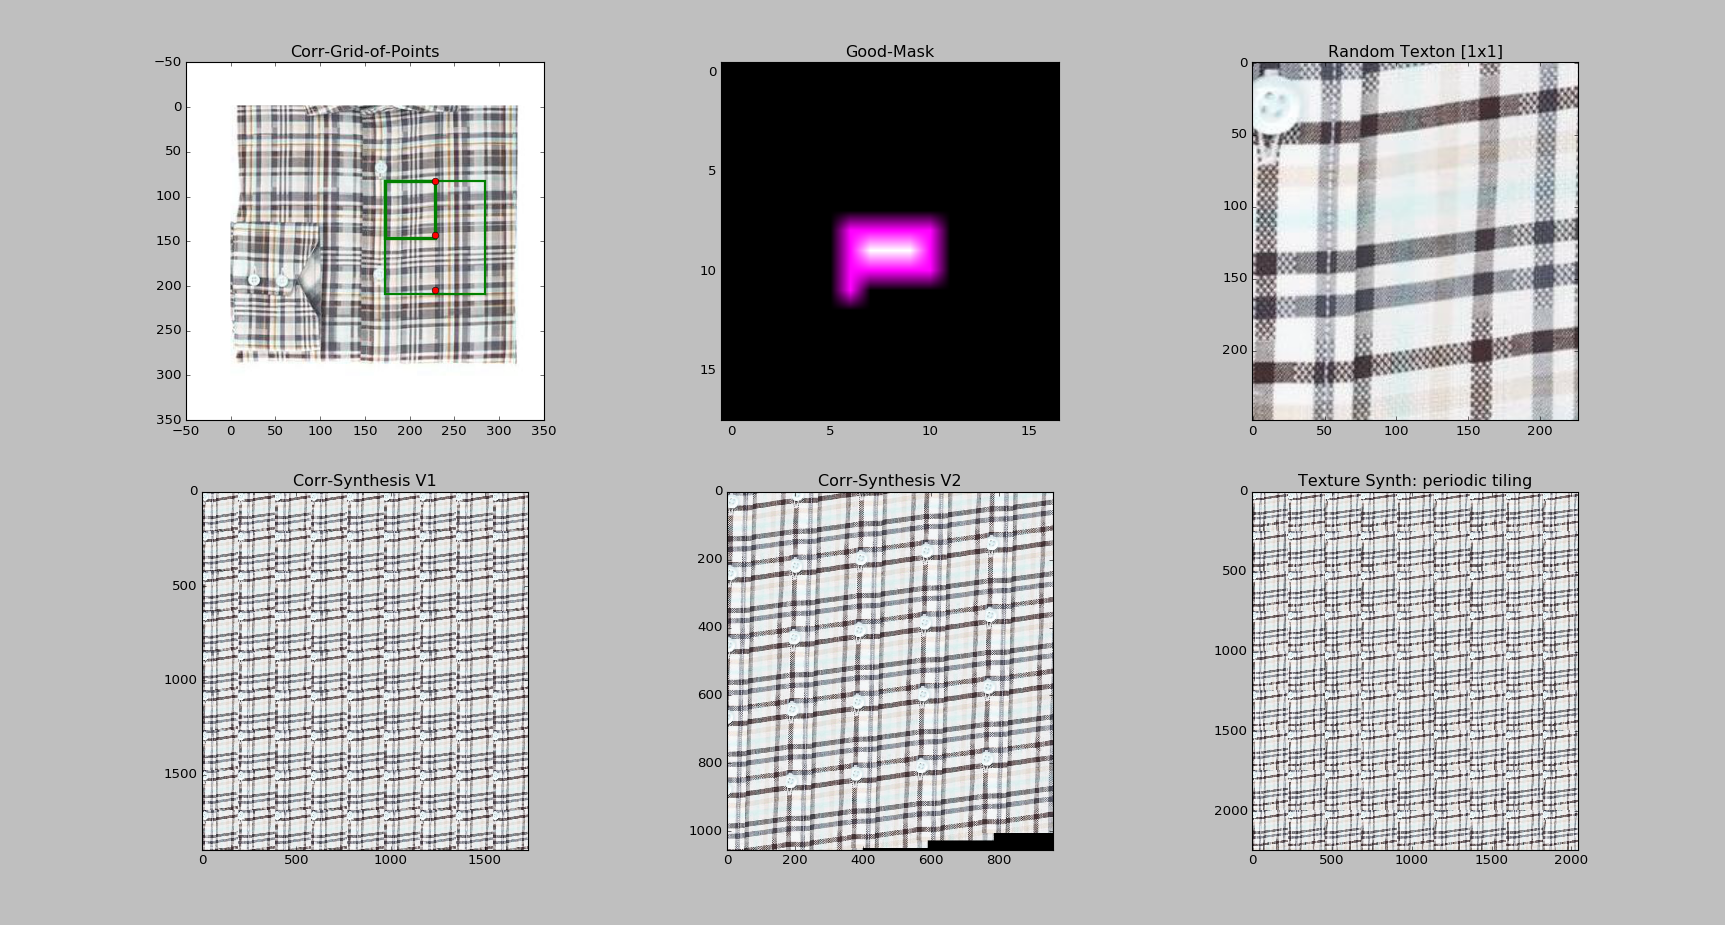 Corr-Grid-of-Points
−50
0
50
100
150
200
250
300
350
−50 0 50 100 150 200 250 300 350
Good-Mask
0
5
10
15
0 5 10 15
Random Texton [1x1]
0
50
100
150
200
0 50 100 150 200
Corr-Synthesis V1
0
500
1000
1500
0 500 1000 1500
Corr-Synthesis V2
0
200
400
600
800
1000
0 200 400 600 800
Texture Synth: periodic tiling
0
500
1000
1500
2000
0 500 1000 1500 2000